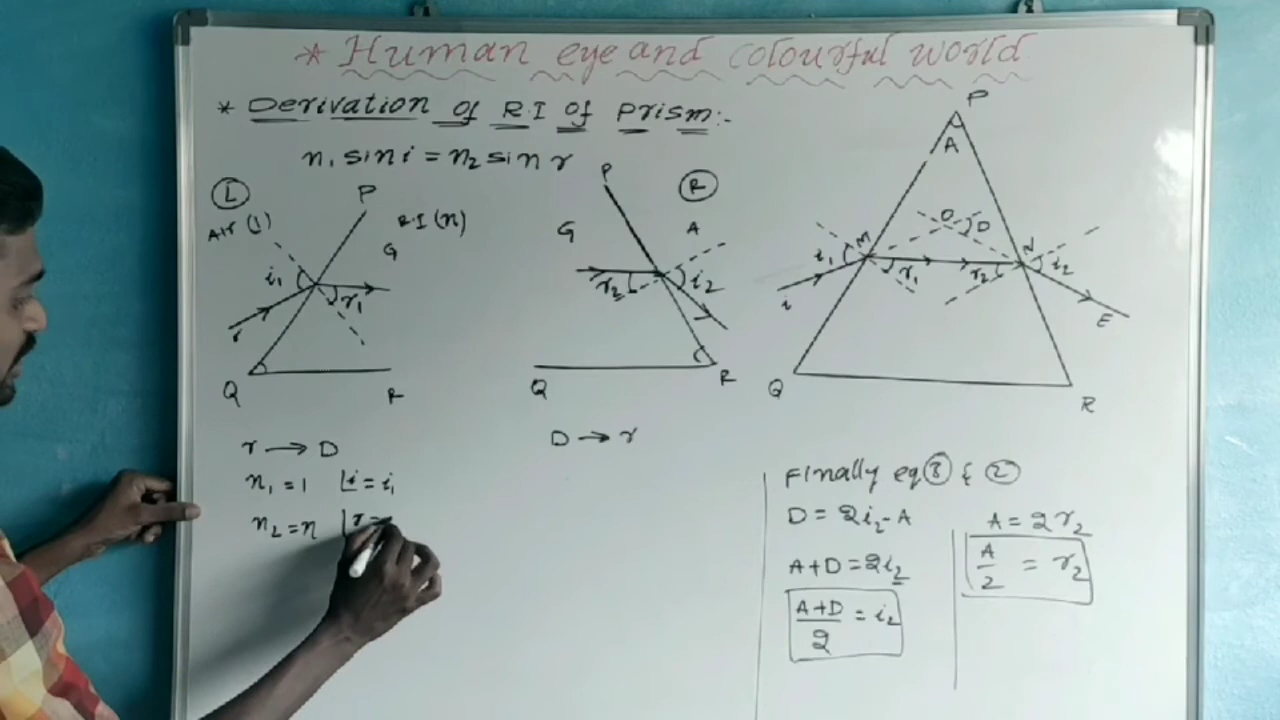 * Human eye and colourful world
* Derivation of R.I of Prism:-
n₁ sin i = n₂ sin r
L
Air (1)
P
R.I (n)
G
i₁
r₁
Q
R
P
R
G
A
r₂
i₂
Q
R
P
A
O
D
M
N
i₁
r₁
r₂
i₂
i
E
Q
R
r → D
n₁ = 1 ∠i = i₁
n₂ = n ∠r =
D → r
Finally eq ③ & ②
D = 2i₂ - A
A+D = 2i₂
A+D/2 = i₂
A = 2r₂
A/2 = r₂